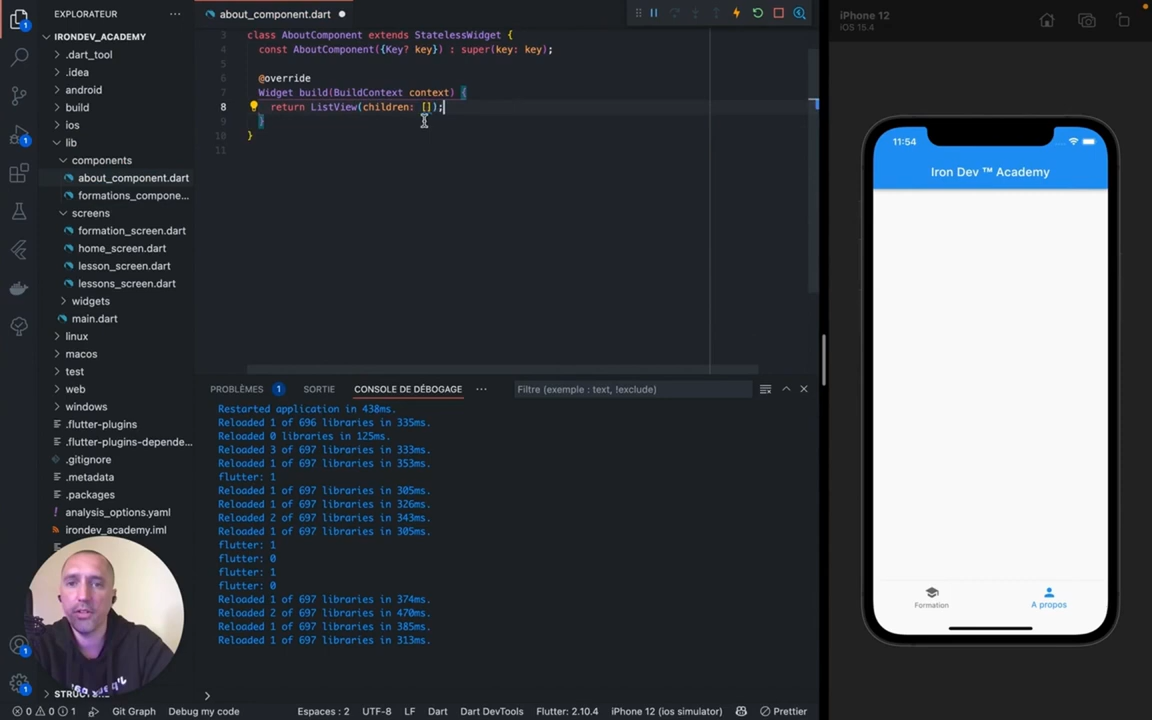 EXPLORATEUR
IRONDEV_ACADEMY
.dart_tool
.idea
android
build
ios
lib
components
about_component.dart
formations_compone...
screens
formation_screen.dart
home_screen.dart
lesson_screen.dart
lessons_screen.dart
widgets
main.dart
linux
macos
test
web
windows
.flutter-plugins
.flutter-plugins-depende...
.gitignore
.metadata
.packages
analysis_options.yaml
irondev_academy.iml
about_component.dart
3 class AboutComponent extends StatelessWidget {
4 const AboutComponent({Key? key}) : super(key: key);
5
6 @override
7 Widget build(BuildContext context) {
8 return ListView(children: []);
9 }
10 }
11
PROBLÈMES 1 SORTIE CONSOLE DE DÉBOGAGE
Filtre (exemple : text, !exclude)
Restarted application in 438ms.
Reloaded 1 of 696 libraries in 335ms.
Reloaded 0 libraries in 125ms.
Reloaded 3 of 697 libraries in 333ms.
Reloaded 1 of 697 libraries in 353ms.
flutter: 1
Reloaded 1 of 697 libraries in 305ms.
Reloaded 1 of 697 libraries in 326ms.
Reloaded 2 of 697 libraries in 343ms.
Reloaded 1 of 697 libraries in 305ms.
flutter: 1
flutter: 0
flutter: 1
flutter: 0
Reloaded 1 of 697 libraries in 374ms.
Reloaded 2 of 697 libraries in 470ms.
Reloaded 1 of 697 libraries in 385ms.
Reloaded 1 of 697 libraries in 313ms.
iPhone 12
iOS 15.4
11:54
Iron Dev ™ Academy
Formation
A propos
0 0 1 Git Graph Debug my code Espaces : 2 UTF-8 LF Dart Dart DevTools Flutter: 2.10.4 iPhone 12 (ios simulator) Prettier